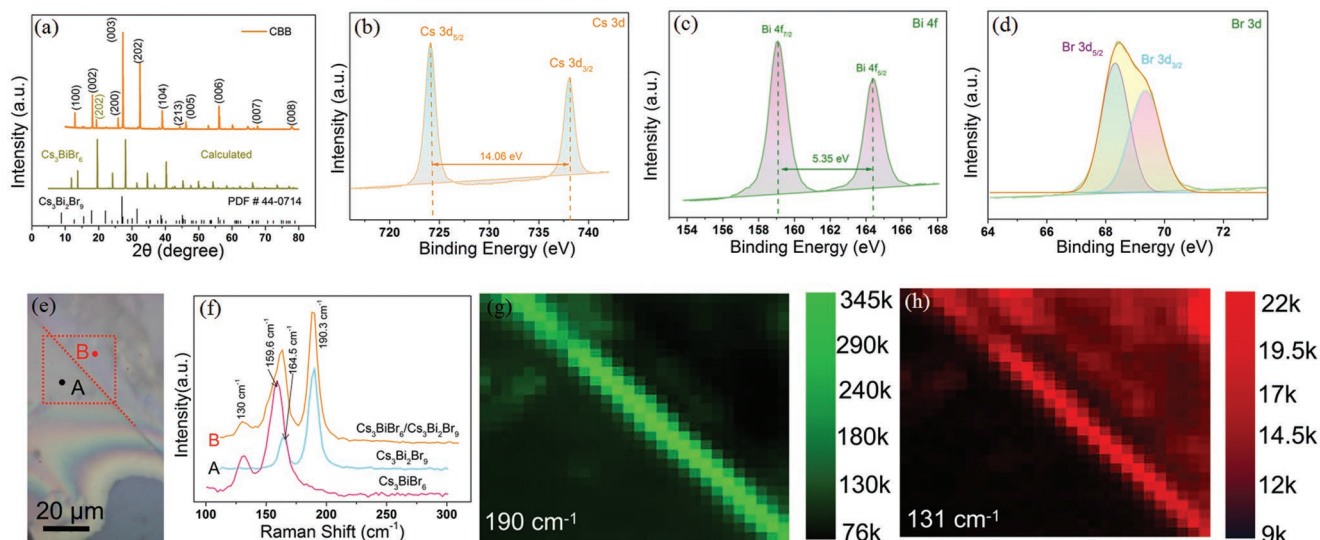 (a)
CBB
(003)
(202)
(002)
(100)
(202)
(200)
(104)
(213)
(005)
(006)
(007)
(008)
Cs₃BiBr₆
Calculated
Cs₃Bi₂Br₉
PDF # 44-0714
Intensity (a.u.)
0 5 10 20 30 40 50 60 70 80
2θ (degree)
(b)
Cs 3d
Cs 3d₅/₂
Cs 3d₃/₂
14.06 eV
Intensity (a.u.)
720 725 730 735 740
Binding Energy (eV)
(c)
Bi 4f
Bi 4f₇/₂
Bi 4f₅/₂
5.35 eV
Intensity (a.u.)
154 156 158 160 162 164 166 168
Binding Energy (eV)
(d)
Br 3d
Br 3d₅/₂
Br 3d₃/₂
Intensity (a.u.)
64 66 68 70 72
Binding Energy (eV)
(e)
B
A
20 μm
(f)
130 cm⁻¹
159.6 cm⁻¹
164.5 cm⁻¹
190.3 cm⁻¹
B
Cs₃BiBr₆/Cs₃Bi₂Br₉
A
Cs₃Bi₂Br₉
Cs₃BiBr₆
Intensity(a.u.)
100 150 200 250 300
Raman Shift (cm⁻¹)
(g)
190 cm⁻¹
345k
290k
240k
180k
130k
76k
(h)
131 cm⁻¹
22k
19.5k
17k
14.5k
12k
9k